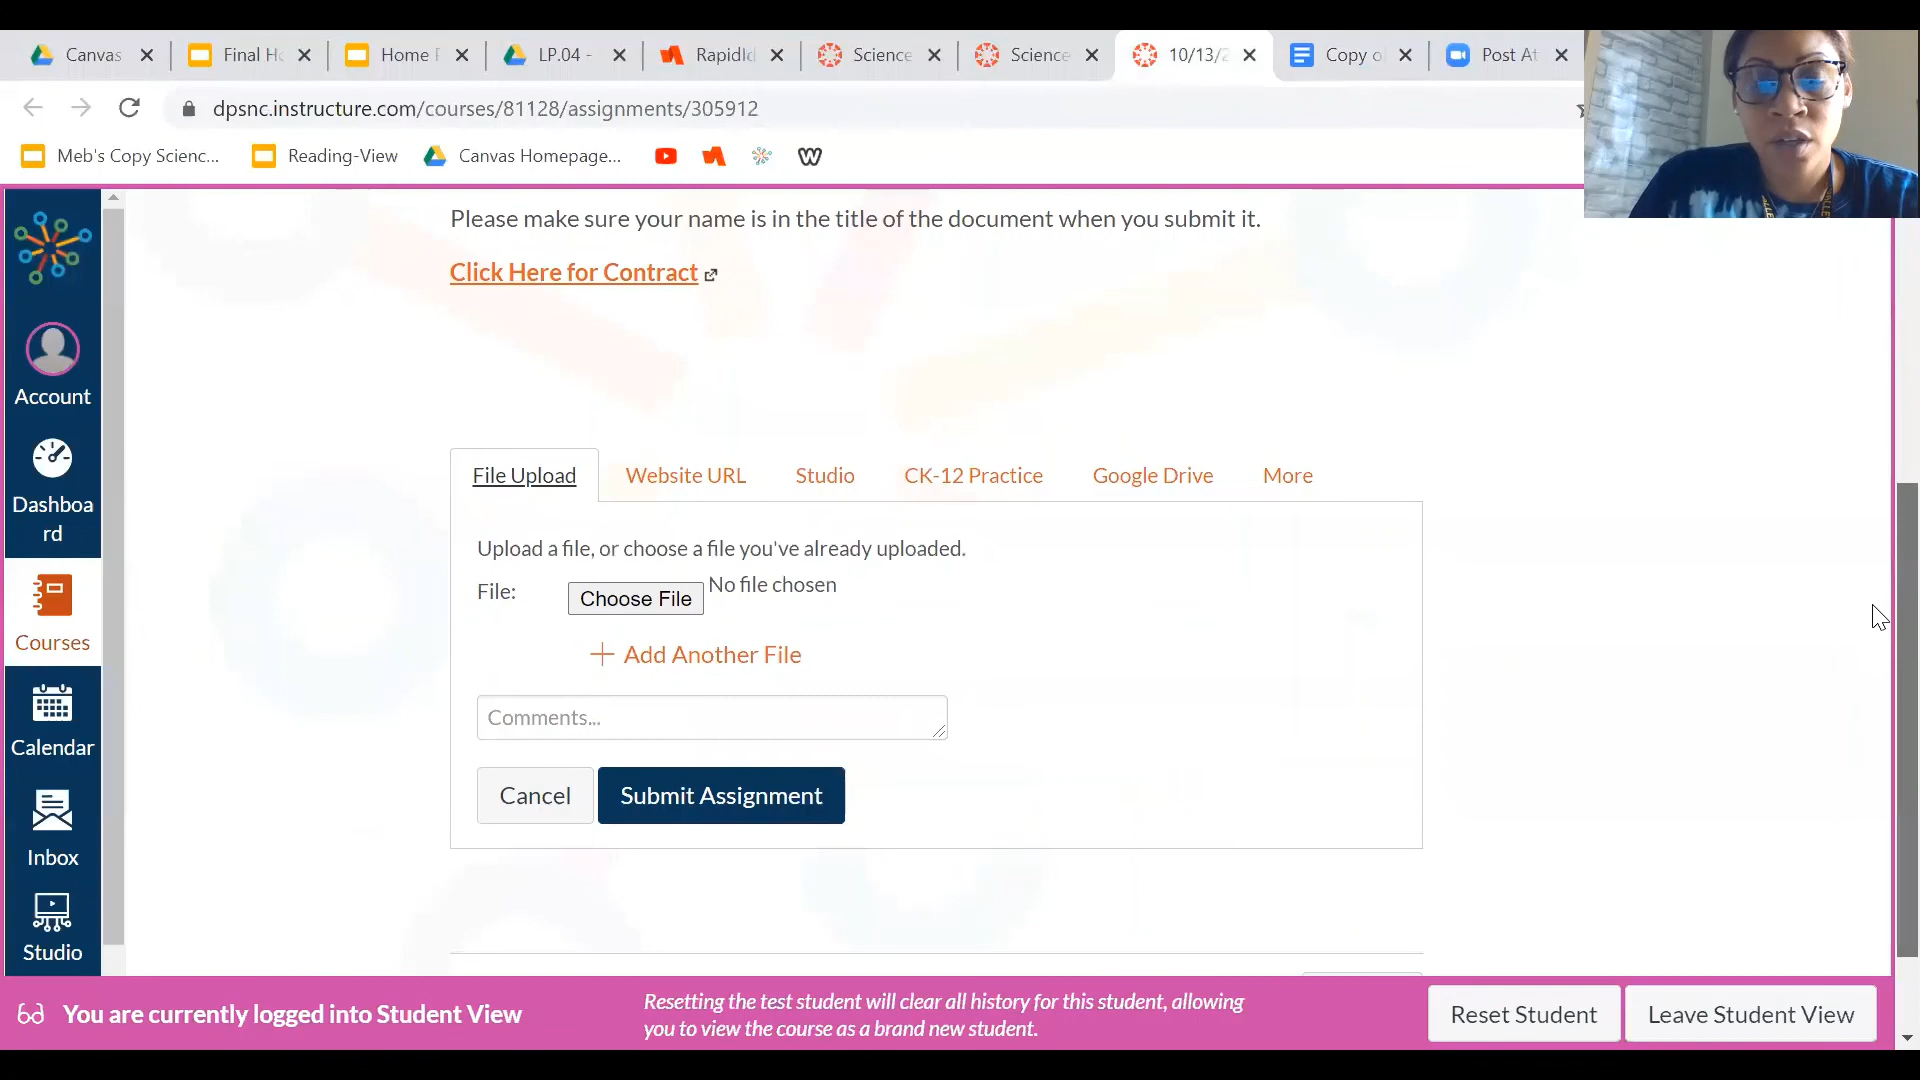 Canvas
Final Ho
Home F
LP.04 -
RapidId
Science
Science
10/13/2
Copy o
Post At
dpsnc.instructure.com/courses/81128/assignments/305912
Meb's Copy Scienc...
Reading-View
Canvas Homepage...
W
Please make sure your name is in the title of the document when you submit it.
Click Here for Contract
Account
Dashboa
rd
Courses
Calendar
Inbox
Studio
File Upload
Website URL
Studio
CK-12 Practice
Google Drive
More
Upload a file, or choose a file you've already uploaded.
File:
Choose File
No file chosen
Add Another File
Comments...
Cancel
Submit Assignment
You are currently logged into Student View
Resetting the test student will clear all history for this student, allowing
you to view the course as a brand new student.
Reset Student
Leave Student View